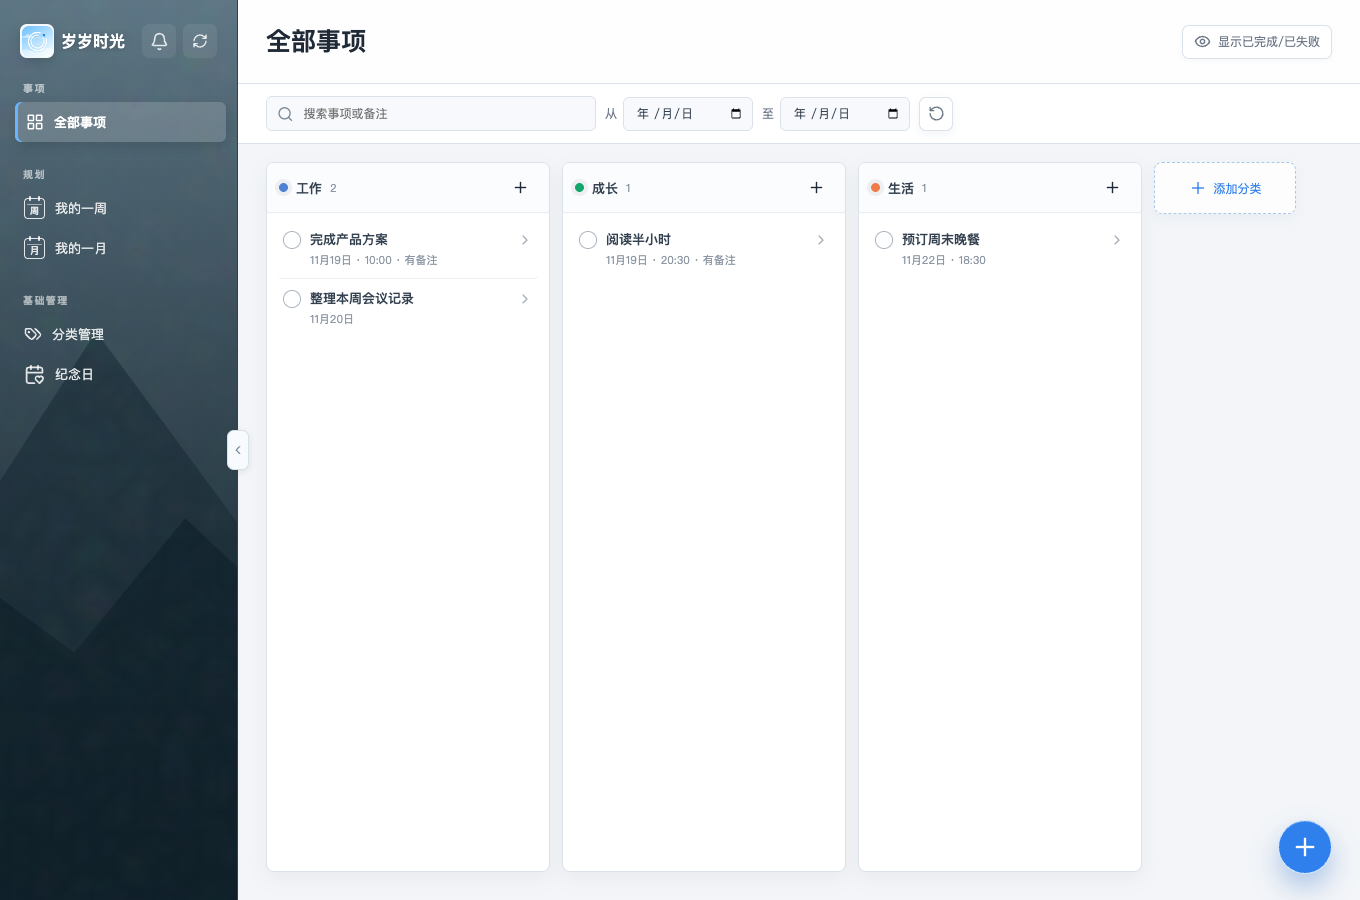 岁岁时光
事项
全部事项
规划
周 我的一周
月 我的一月
基础管理
分类管理
纪念日
全部事项
显示已完成/已失败
搜索事项或备注 从 年 /月/日 至 年 /月/日
工作 2
完成产品方案
11月19日 · 10:00 · 有备注
整理本周会议记录
11月20日
成长 1
阅读半小时
11月19日 · 20:30 · 有备注
生活 1
预订周末晚餐
11月22日 · 18:30
添加分类